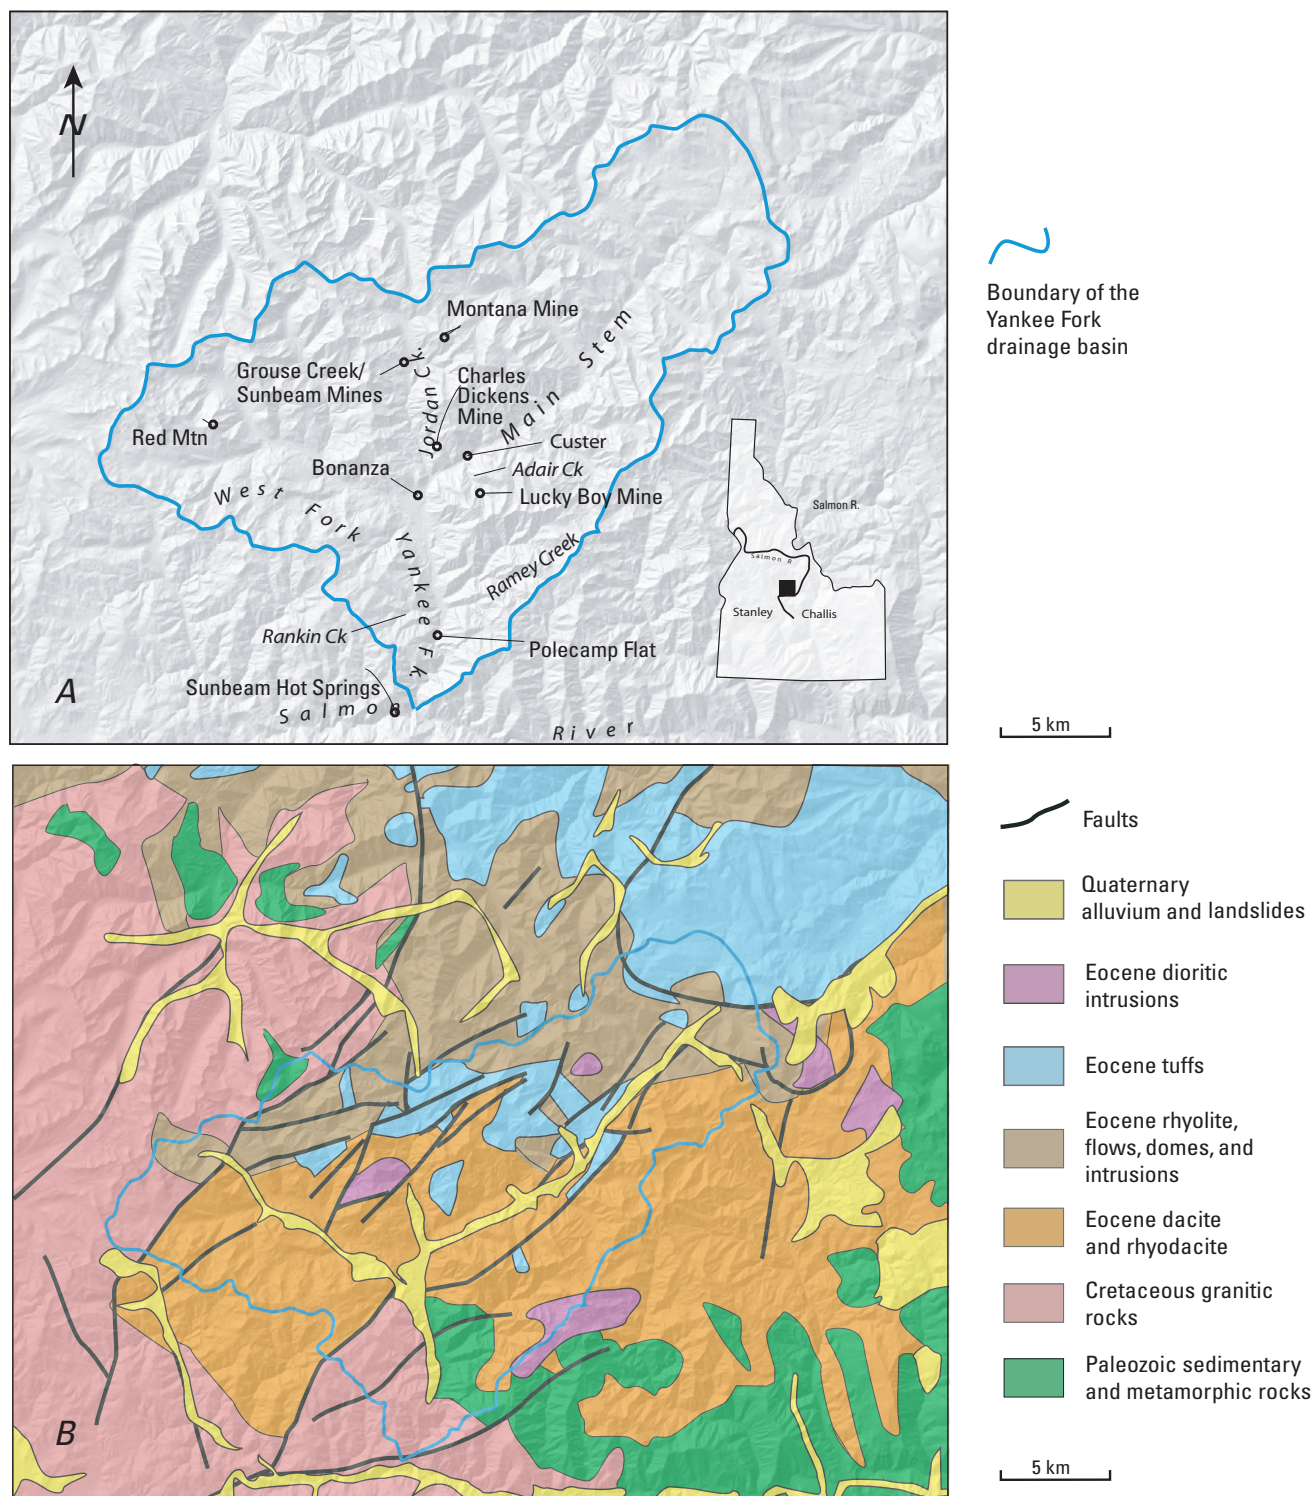 N
Montana Mine
Grouse Creek/
Sunbeam Mines
Jordan Ck.
Charles
Dickens
Mine
Main Stem
Red Mtn
Custer
Bonanza
Adair Ck
Lucky Boy Mine
West Fork
Yankee Fk.
Ramey Creek
Rankin Ck
Polecamp Flat
Sunbeam Hot Springs
Salmon
River
A
Salmon R.
Salmon R
Stanley
Challis
Boundary of the
Yankee Fork
drainage basin
5 km
B
Faults
Quaternary
alluvium and landslides
Eocene dioritic
intrusions
Eocene tuffs
Eocene rhyolite,
flows, domes, and
intrusions
Eocene dacite
and rhyodacite
Cretaceous granitic
rocks
Paleozoic sedimentary
and metamorphic rocks
5 km